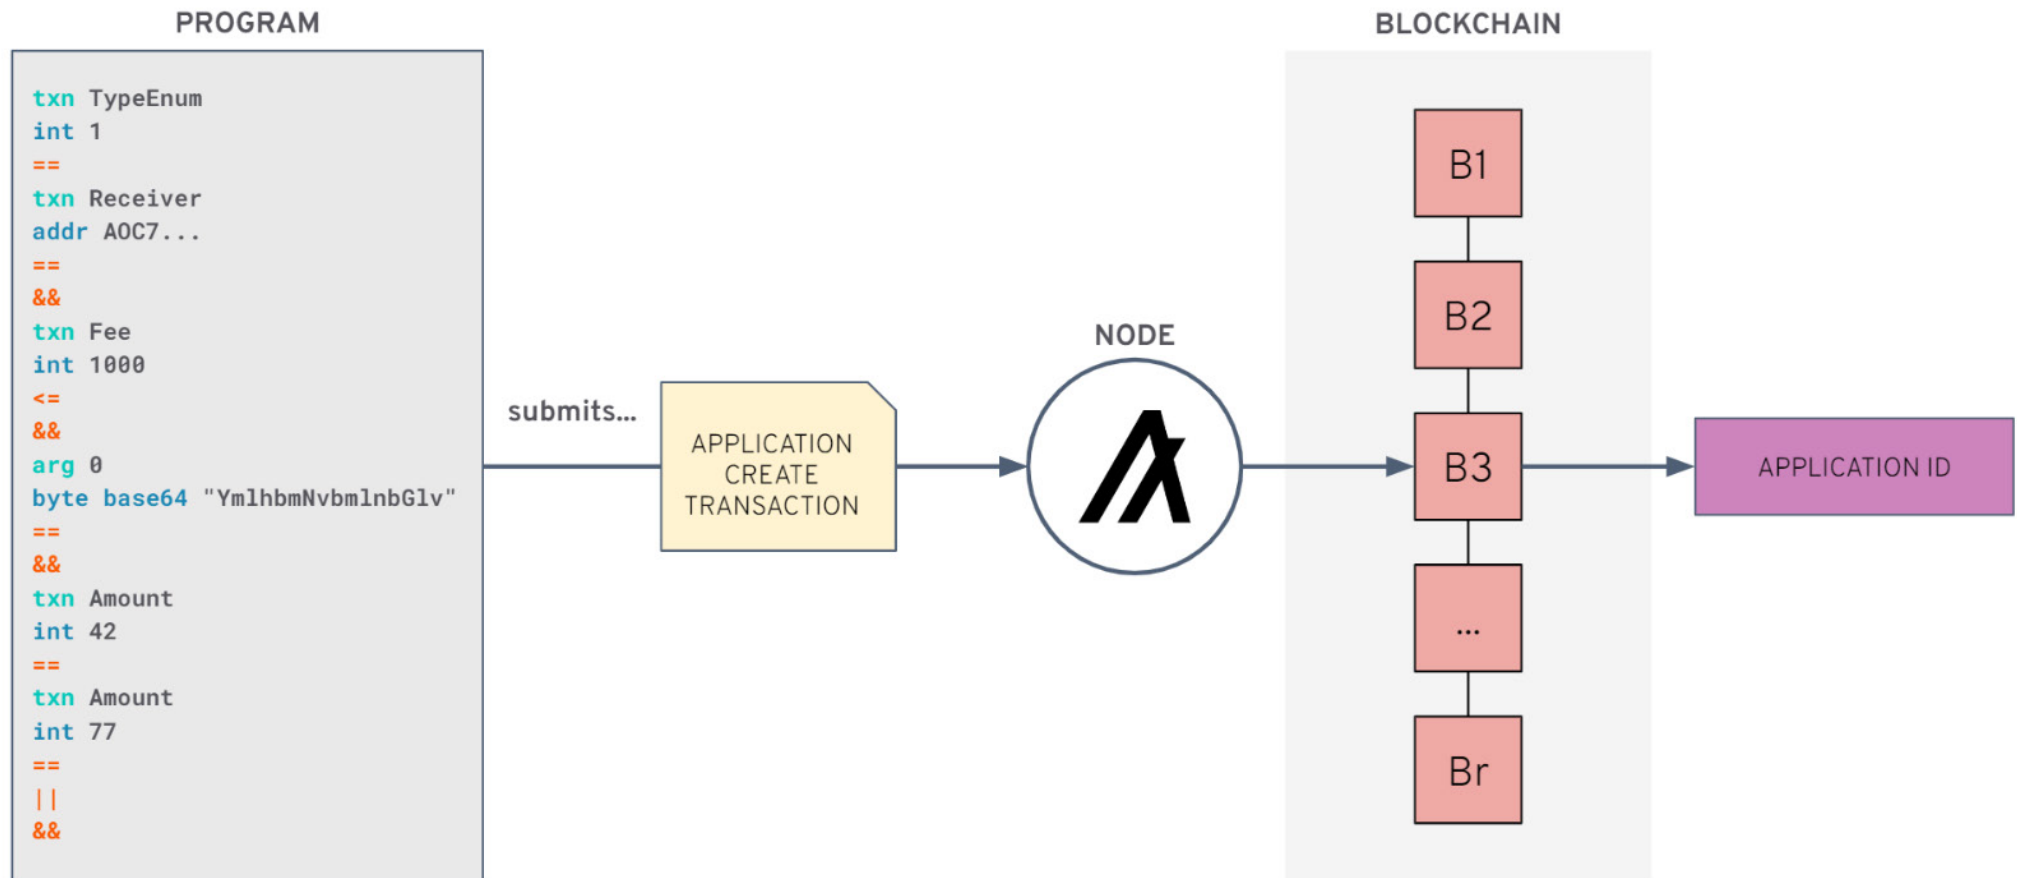 PROGRAM
txn TypeEnum
int 1
==
txn Receiver
addr AOC7...
==
&&
txn Fee
int 1000
<=
&&
arg 0
byte base64 "YmlhbmNvbmlnbGlv"
==
&&
txn Amount
int 42
==
txn Amount
int 77
==
||
&&
submits...
APPLICATION
CREATE
TRANSACTION
NODE
BLOCKCHAIN
B1
B2
B3
...
Br
APPLICATION ID